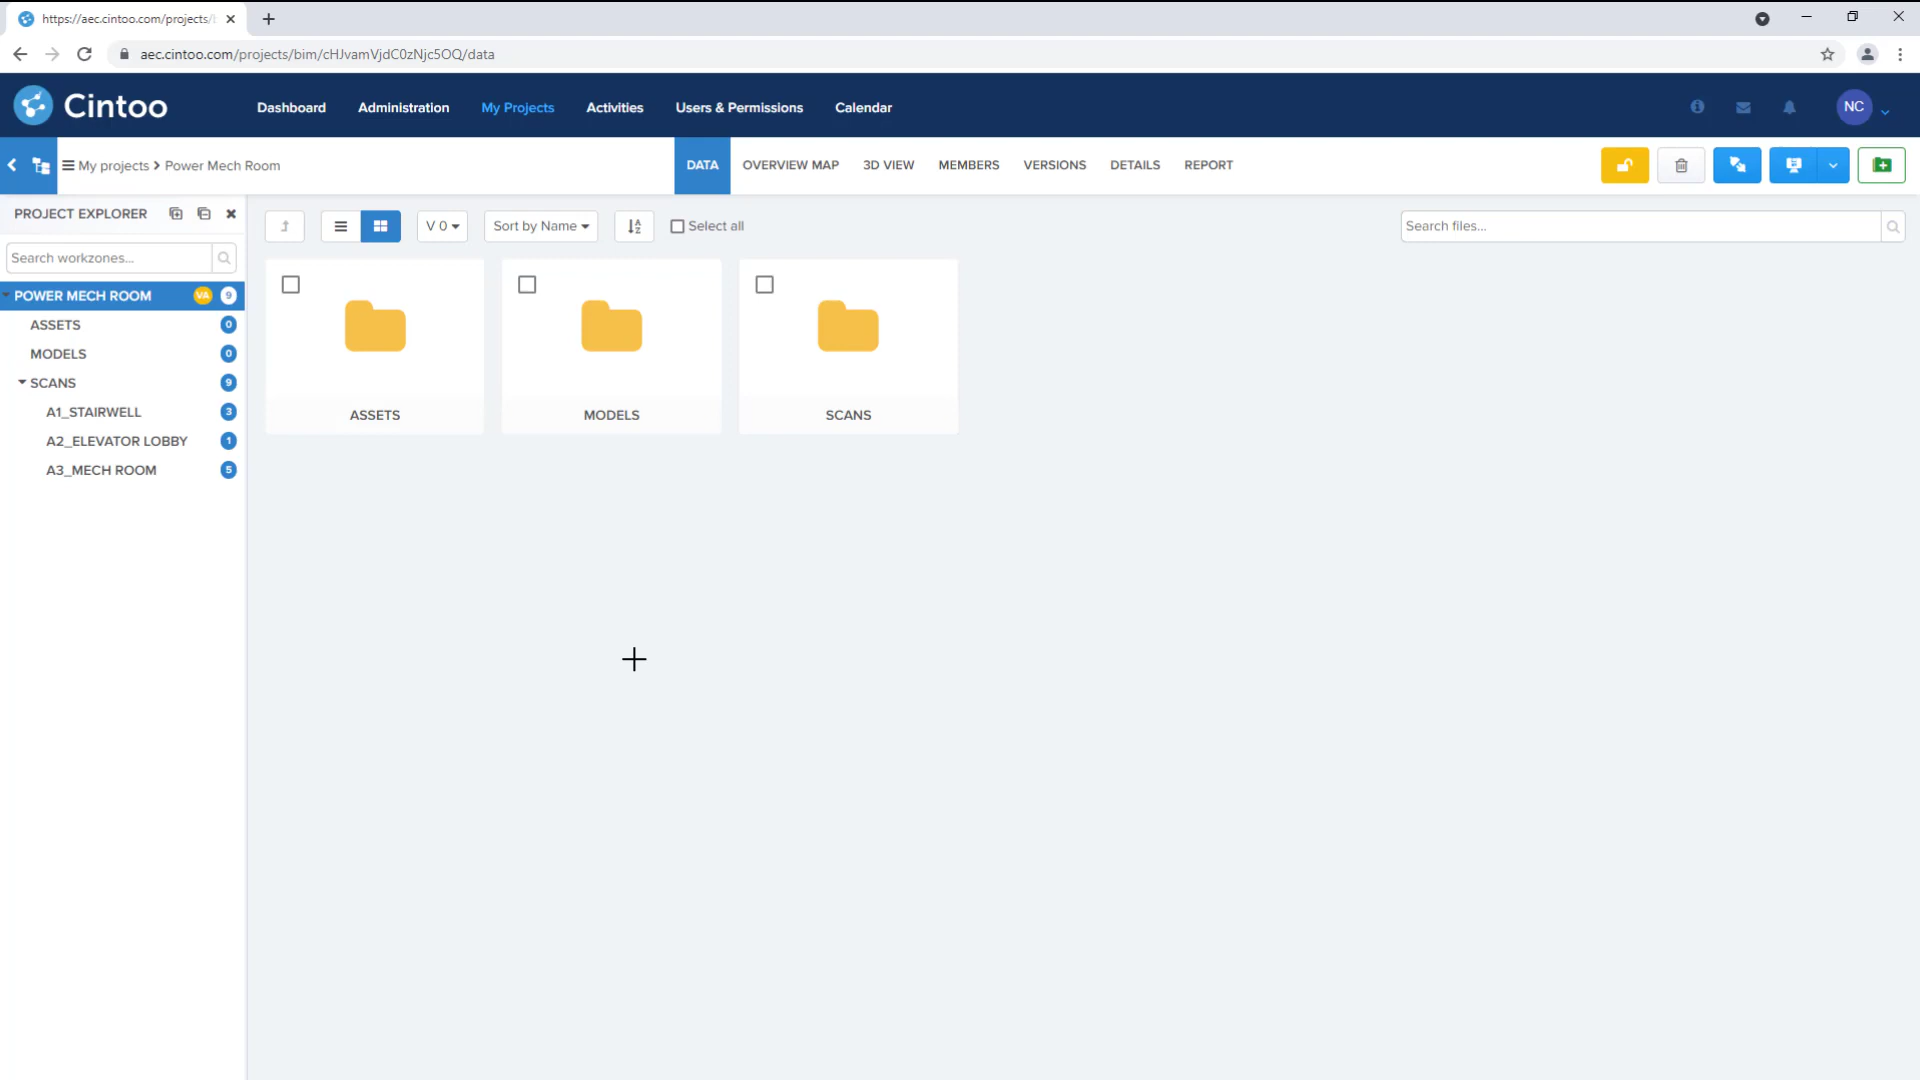 https://aec.cintoo.com/projects/b
aec.cintoo.com/projects/bim/cHJvamVjdC0zNjc5OQ/data
Cintoo
Dashboard
Administration
My Projects
Activities
Users & Permissions
Calendar
NC
My projects
Power Mech Room
DATA
OVERVIEW MAP
3D VIEW
MEMBERS
VERSIONS
DETAILS
REPORT
PROJECT EXPLORER
V 0
Sort by Name
Select all
Search files...
Search workzones...
POWER MECH ROOM VA 9
ASSETS 0
MODELS 0
SCANS 9
A1_STAIRWELL 3
A2_ELEVATOR LOBBY 1
A3_MECH ROOM 5
ASSETS
MODELS
SCANS